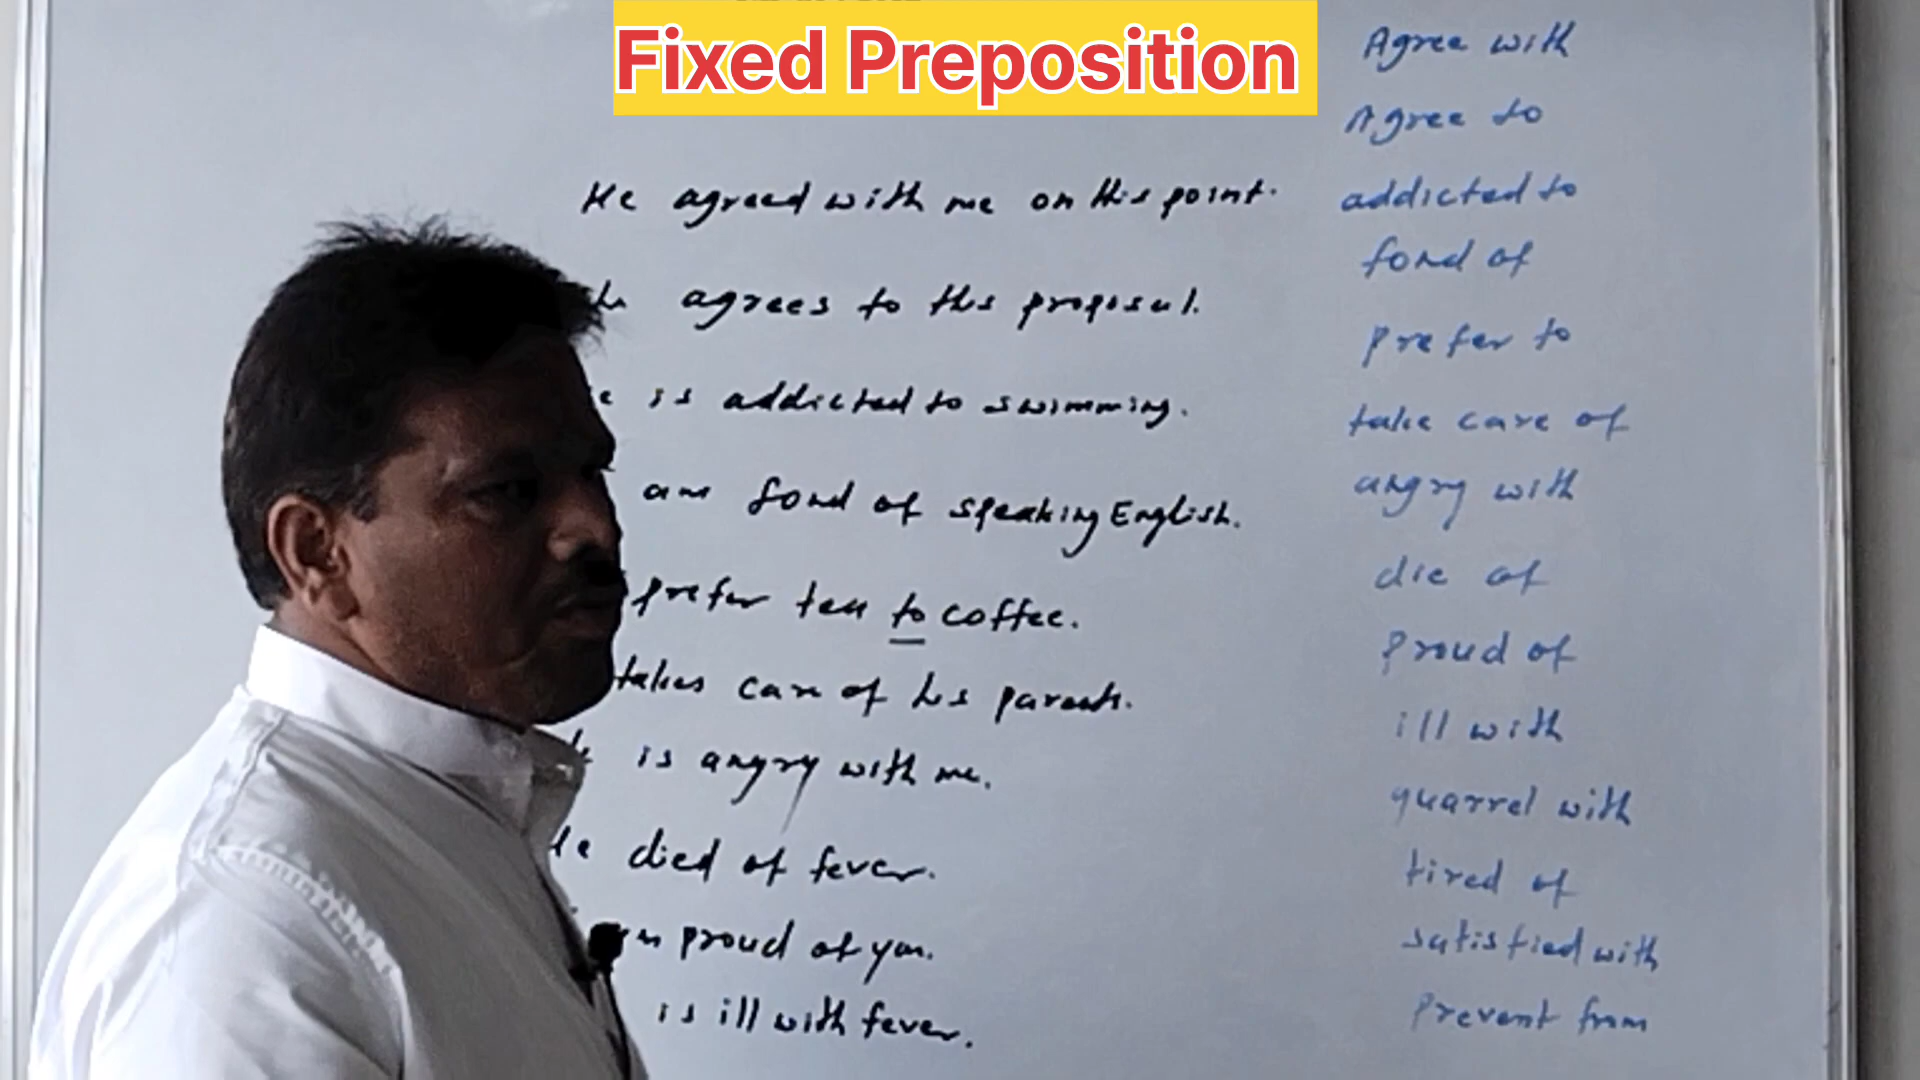 Fixed Preposition
He agreed with me on this point.
agrees to this proposal.
is addicted to swimming.
am fond of speaking English.
prefer tea to coffee.
takes care of his parents.
is angry with me.
He died of fever.
am proud of you.
is ill with fever.
Agree with
Agree to
addicted to
fond of
prefer to
take care of
angry with
die of
Proud of
ill with
quarrel with
tired of
satisfied with
Prevent from